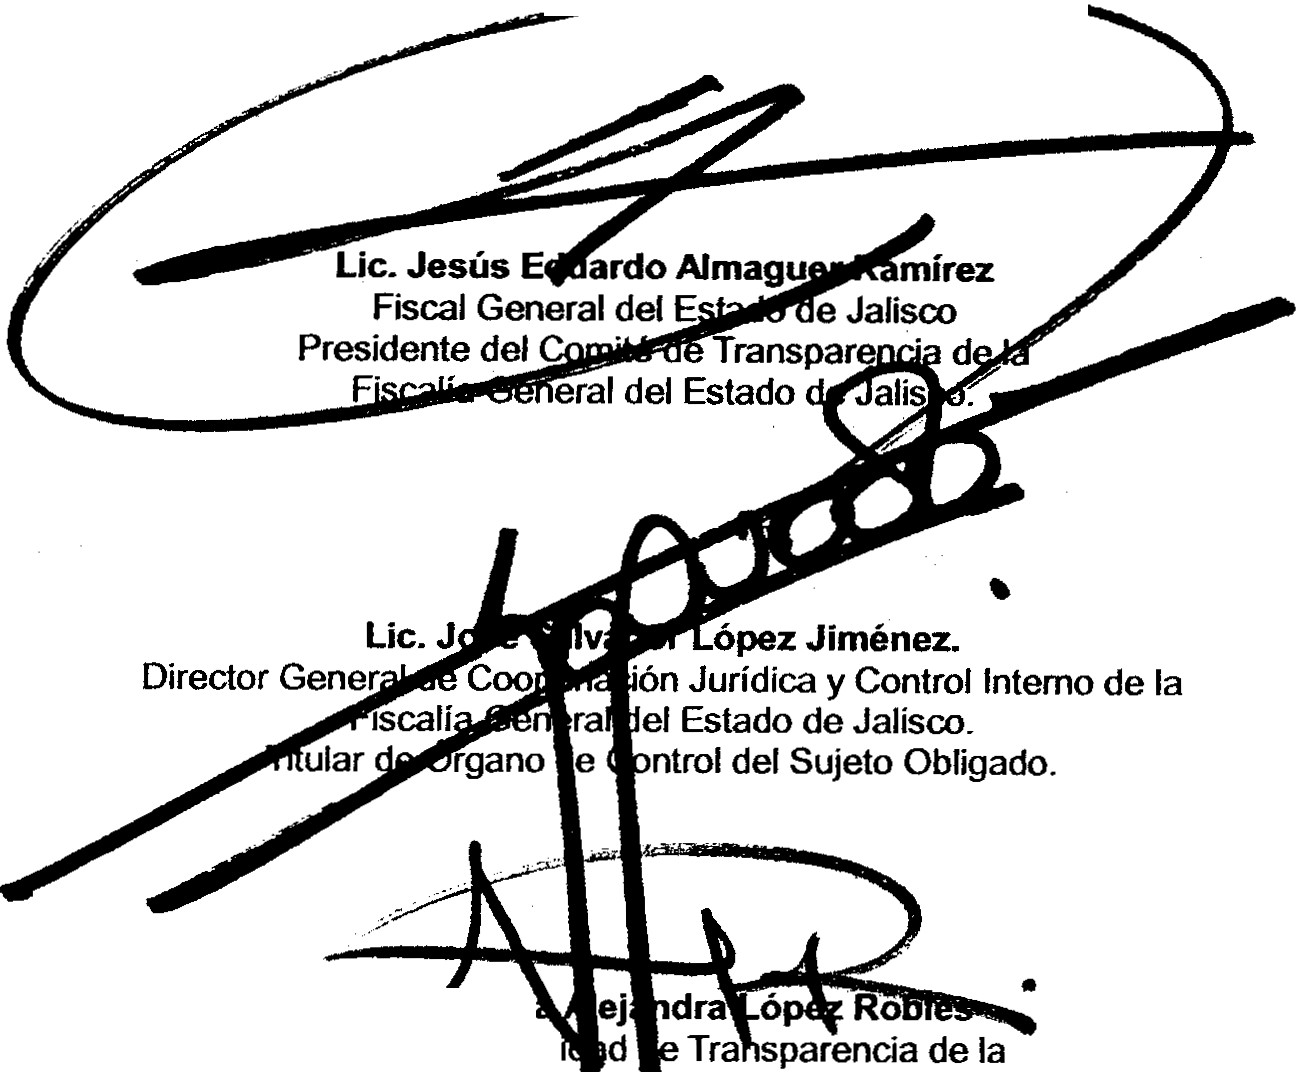 Lic. Jesús Eduardo Almaguer Ramírez
Fiscal General del Estado de Jalisco
Presidente del Comité de Transparencia de la
Fiscalía General del Estado de Jalisco.
Lic. José Salvador López Jiménez.
Director General de Coordinación Jurídica y Control Interno de la
Fiscalía General del Estado de Jalisco.
Titular de Órgano de Control del Sujeto Obligado.
Alejandra López Robles
de Transparencia de la